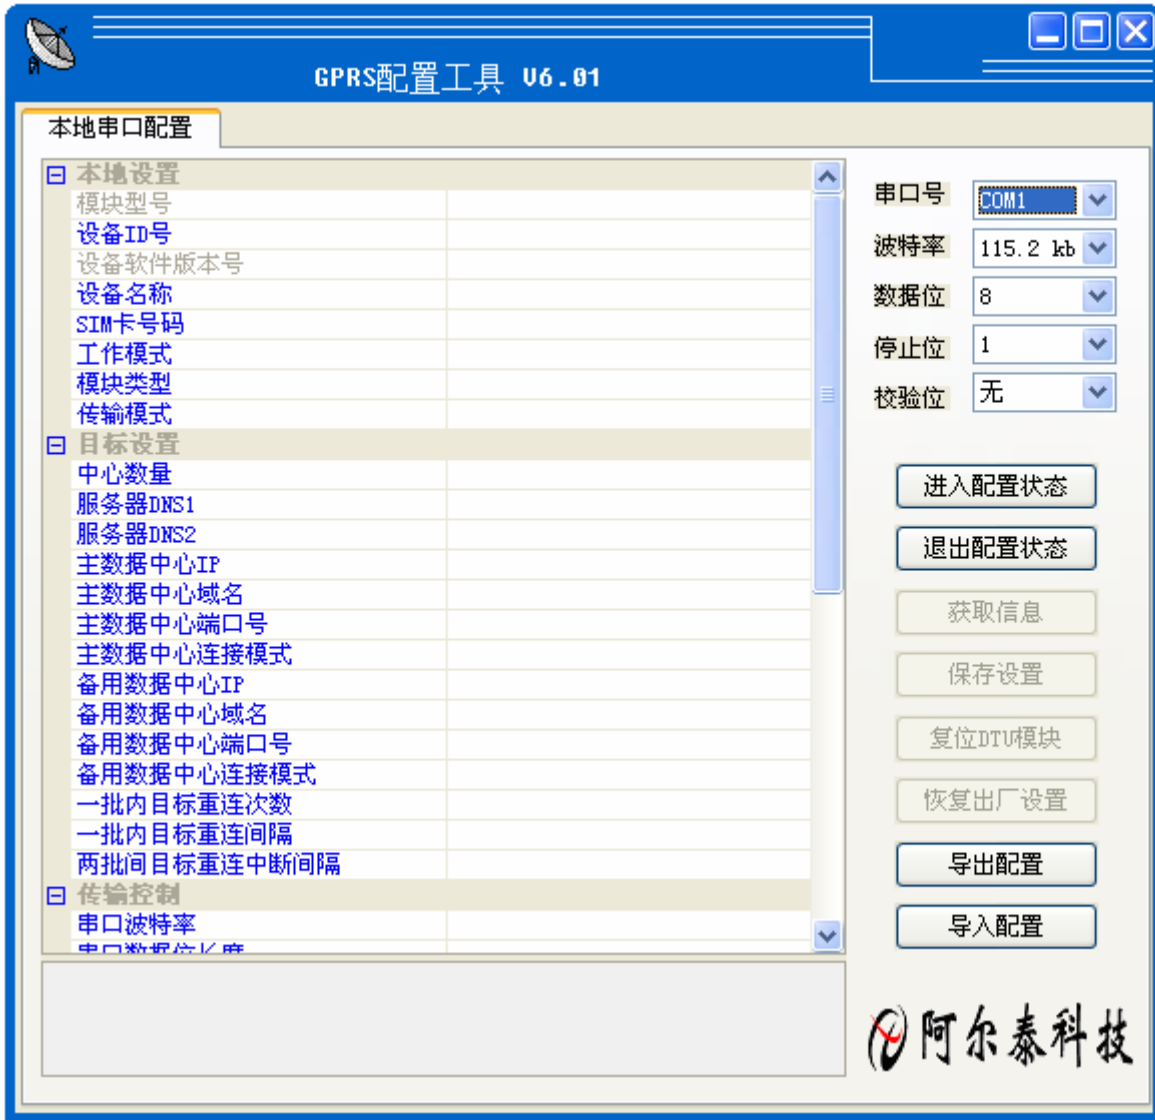 GPRS配置工具 V6.01
本地串口配置
本地设置
模块型号
设备ID号
设备软件版本号
设备名称
SIM卡号码
工作模式
模块类型
传输模式
目标设置
中心数量
服务器DNS1
服务器DNS2
主数据中心IP
主数据中心域名
主数据中心端口号
主数据中心连接模式
备用数据中心IP
备用数据中心域名
备用数据中心端口号
备用数据中心连接模式
一批内目标重连次数
一批内目标重连间隔
两批间目标重连中断间隔
传输控制
串口波特率
串口数据位长度
串口号 COM1
波特率 115.2 kb
数据位 8
停止位 1
校验位 无
进入配置状态
退出配置状态
获取信息
保存设置
复位DTU模块
恢复出厂设置
导出配置
导入配置
阿尔泰科技